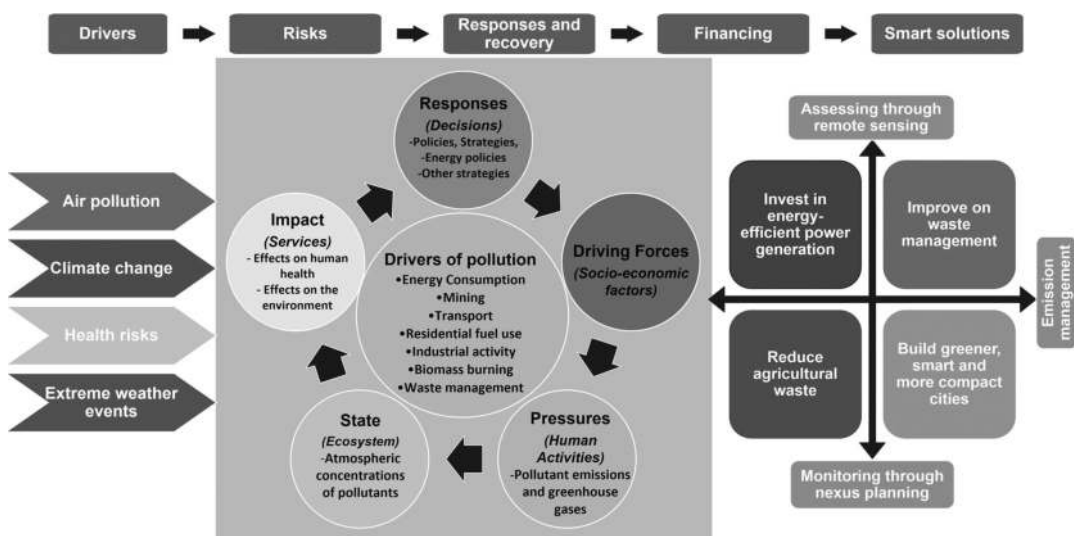 Drivers
Risks
Responses and
recovery
Financing
Smart solutions
Air pollution
Climate change
Health risks
Extreme weather
events
Responses
(Decisions)
-Policies, Strategies,
-Energy policies
-Other strategies
Impact
(Services)
- Effects on human
health
- Effects on the
environment
Drivers of pollution
•Energy Consumption
•Mining
•Transport
•Residential fuel use
•Industrial activity
•Biomass burning
•Waste management
Driving Forces
(Socio-economic
factors)
State
(Ecosystem)
-Atmospheric
concentrations
of pollutants
Pressures
(Human
Activities)
-Pollutant emissions
and greenhouse
gases
Assessing through
remote sensing
Invest in
energy-
efficient power
generation
Improve on
waste
management
Emission
management
Reduce
agricultural
waste
Build greener,
smart and
more compact
cities
Monitoring through
nexus planning